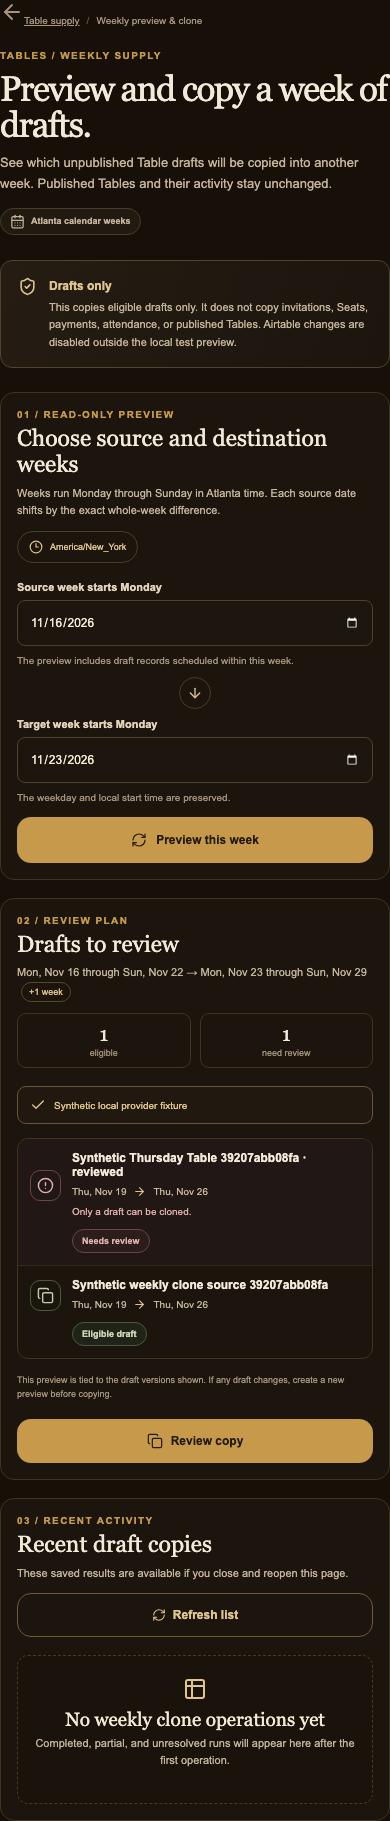 Table supply / Weekly preview & clone
TABLES / WEEKLY SUPPLY
Preview and copy a week of
drafts.
See which unpublished Table drafts will be copied into another
week. Published Tables and their activity stay unchanged.
Atlanta calendar weeks
Drafts only
This copies eligible drafts only. It does not copy invitations, Seats,
payments, attendance, or published Tables. Airtable changes are
disabled outside the local test preview.
01 / READ-ONLY PREVIEW
Choose source and destination
weeks
Weeks run Monday through Sunday in Atlanta time. Each source date
shifts by the exact whole-week difference.
America/New_York
Source week starts Monday
11/16/2026
The preview includes draft records scheduled within this week.
Target week starts Monday
11/23/2026
The weekday and local start time are preserved.
Preview this week
02 / REVIEW PLAN
Drafts to review
Mon, Nov 16 through Sun, Nov 22 → Mon, Nov 23 through Sun, Nov 29
+1 week
1
eligible
1
need review
Synthetic local provider fixture
Synthetic Thursday Table 39207abb08fa ·
reviewed
Thu, Nov 19 → Thu, Nov 26
Only a draft can be cloned.
Needs review
Synthetic weekly clone source 39207abb08fa
Thu, Nov 19 → Thu, Nov 26
Eligible draft
This preview is tied to the draft versions shown. If any draft changes, create a new
preview before copying.
Review copy
03 / RECENT ACTIVITY
Recent draft copies
These saved results are available if you close and reopen this page.
Refresh list
No weekly clone operations yet
Completed, partial, and unresolved runs will appear here after the
first operation.